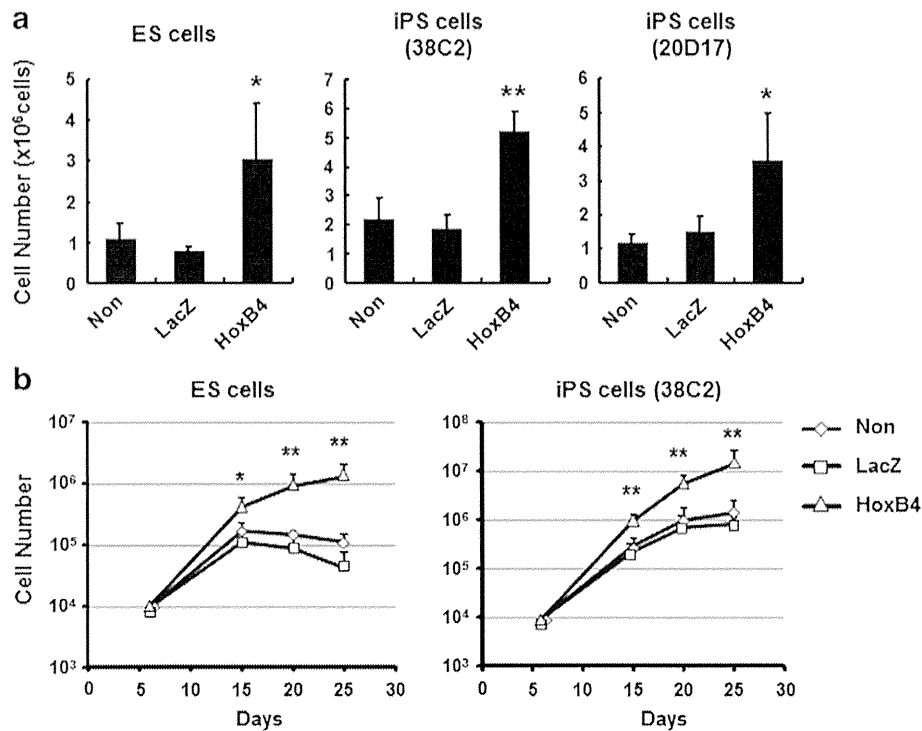 a
ES cells
iPS cells
(38C2)
iPS cells
(20D17)
Cell Number (x10⁶cells)
5
4
3
2
1
0
*
Non
LacZ
HoxB4
7
6
5
4
3
2
1
0
**
Non
LacZ
HoxB4
6
5
4
3
2
1
0
*
Non
LacZ
HoxB4
b
ES cells
iPS cells (38C2)
Cell Number
10⁷
10⁶
10⁵
10⁴
10³
* ** **
0 5 10 15 20 25 30
Days
10⁸
10⁷
10⁶
10⁵
10⁴
10³
** ** **
0 5 10 15 20 25 30
Days
Non
LacZ
HoxB4